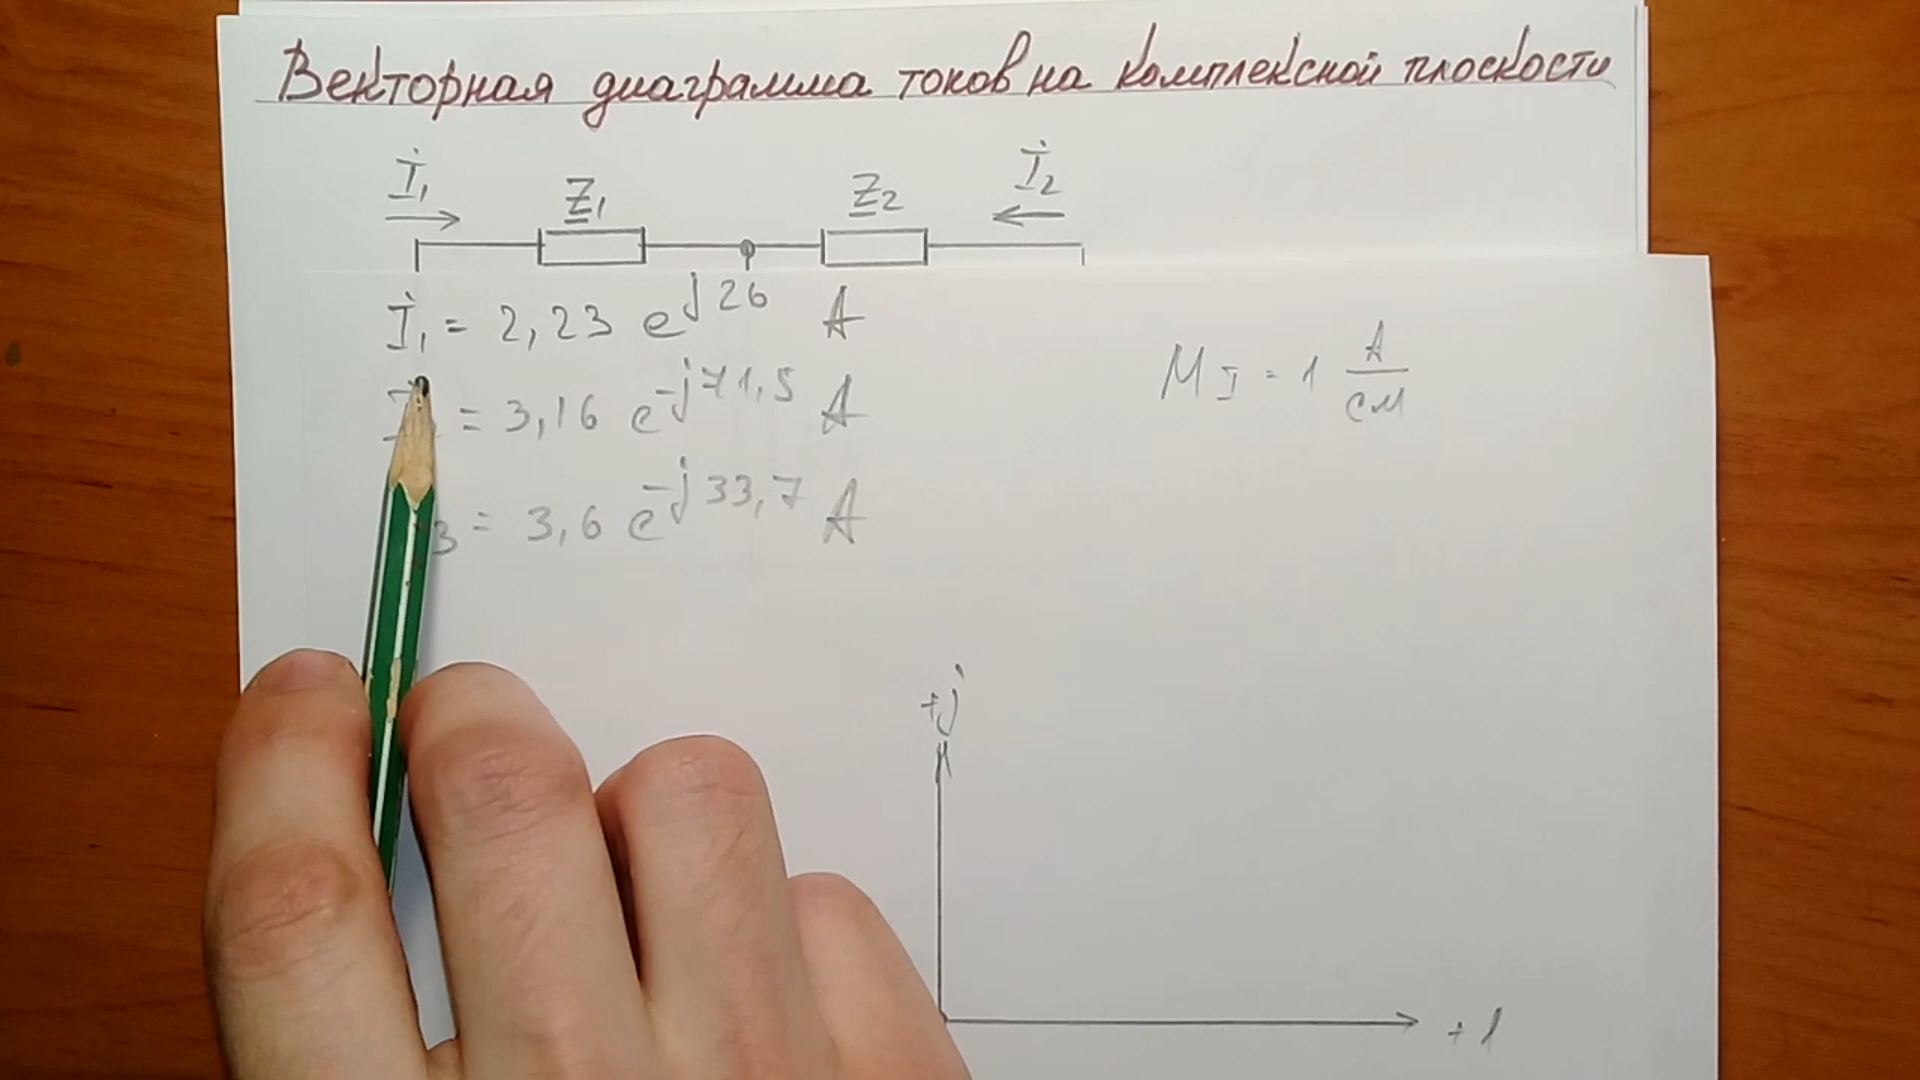 Векторная диаграмма токов на комплексной плоскости
İ₁ Z₁ Z₂ İ₂
İ₁ = 2,23 e^{j26} A
= 3,16 e^{-j71,5} A
₃ = 3,6 e^{-j33,7} A
M_I = 1 A/см
+j
+1